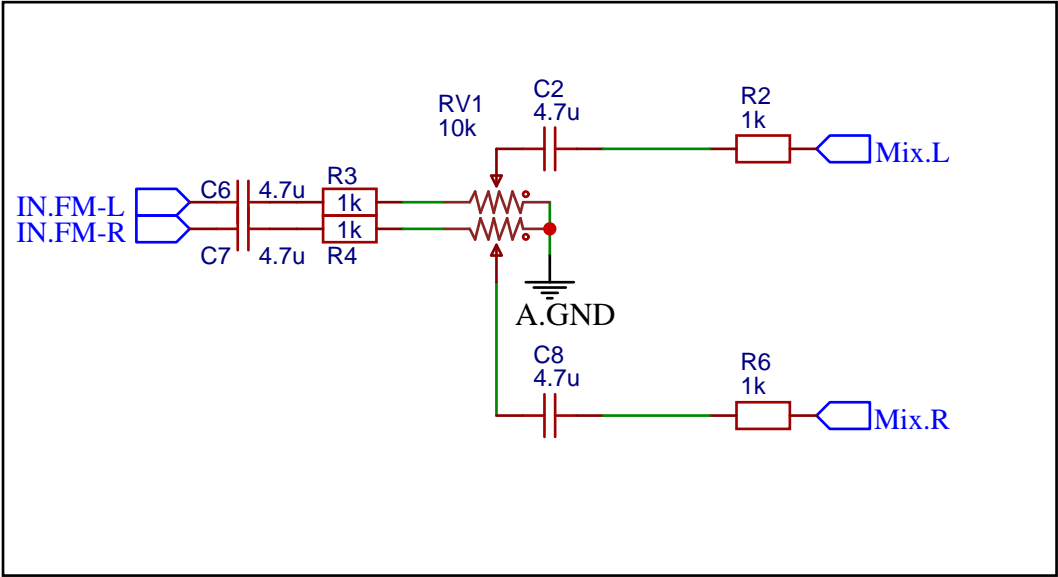 C2
4.7u
RV1
10k
R2
1k
Mix.L
IN.FM-L
C6
4.7u
R3
1k
IN.FM-R
1k
C7
4.7u
R4
A.GND
C8
4.7u
R6
1k
Mix.R